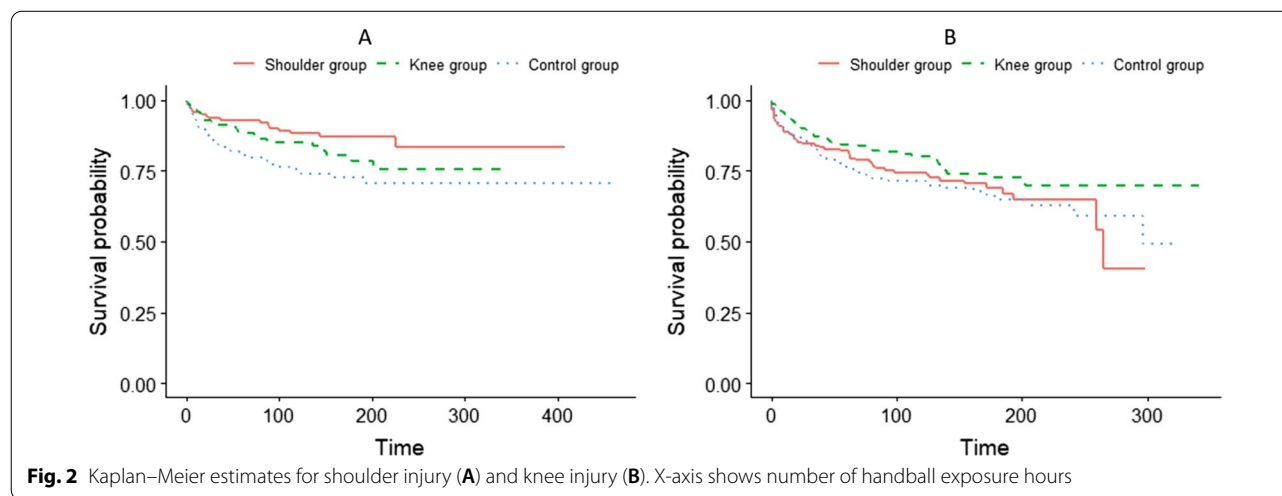 A
Shoulder group Knee group Control group
1.00
0.75
0.50
0.25
0.00
Survival probability
0 100 200 300 400
Time
B
Shoulder group Knee group Control group
1.00
0.75
0.50
0.25
0.00
Survival probability
0 100 200 300
Time
Fig. 2 Kaplan–Meier estimates for shoulder injury (A) and knee injury (B). X-axis shows number of handball exposure hours